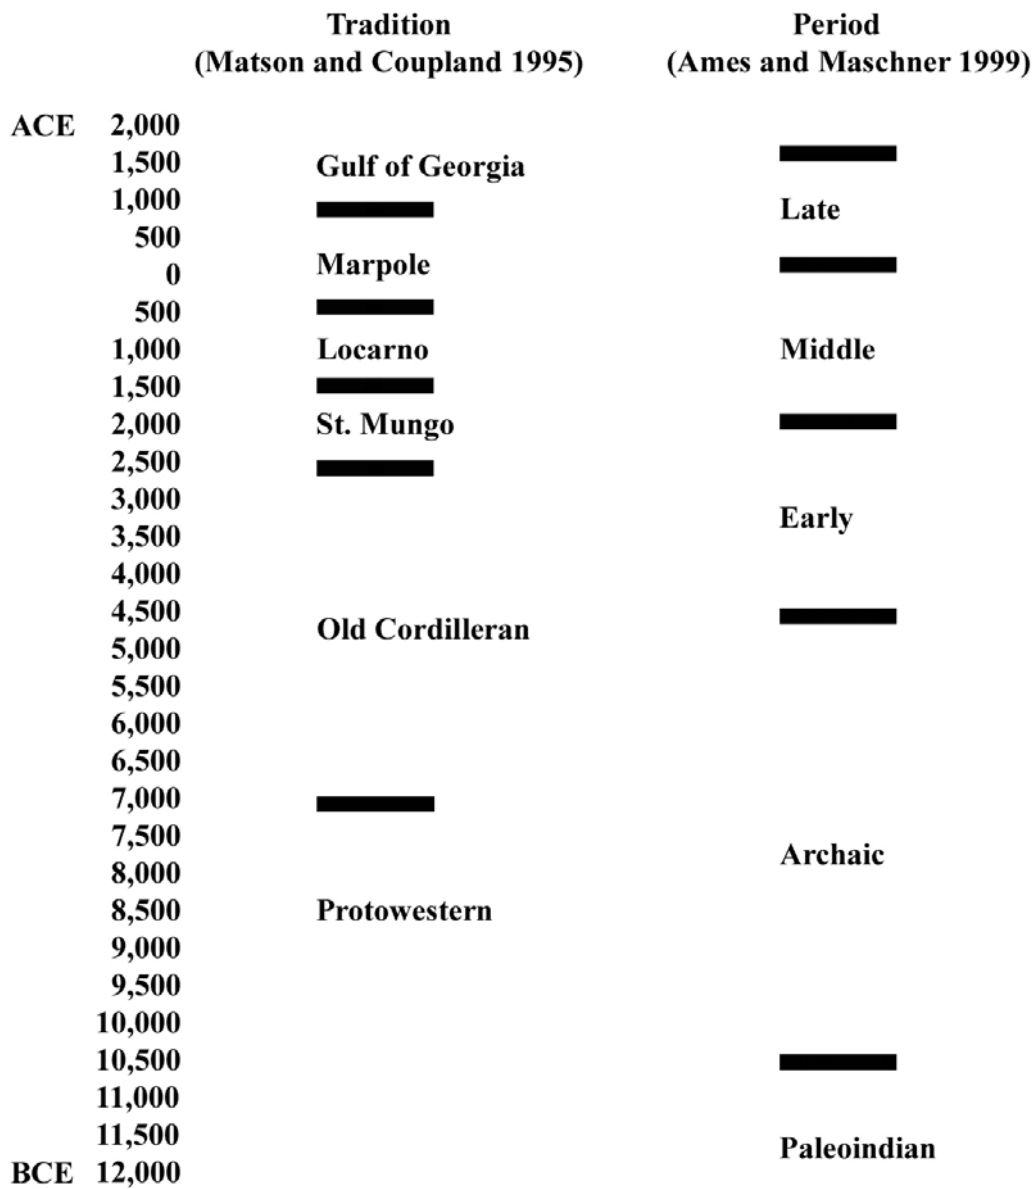 Tradition Period
(Matson and Coupland 1995) (Ames and Maschner 1999)
ACE 2,000
1,500 Gulf of Georgia
1,000 Late
500
0 Marpole
500
1,000 Locarno Middle
1,500
2,000 St. Mungo
2,500
3,000
3,500 Early
4,000
4,500
5,000 Old Cordilleran
5,500
6,000
6,500
7,000
7,500
8,000 Archaic
8,500 Protowestern
9,000
9,500
10,000
10,500
11,000
11,500 Paleoindian
BCE 12,000